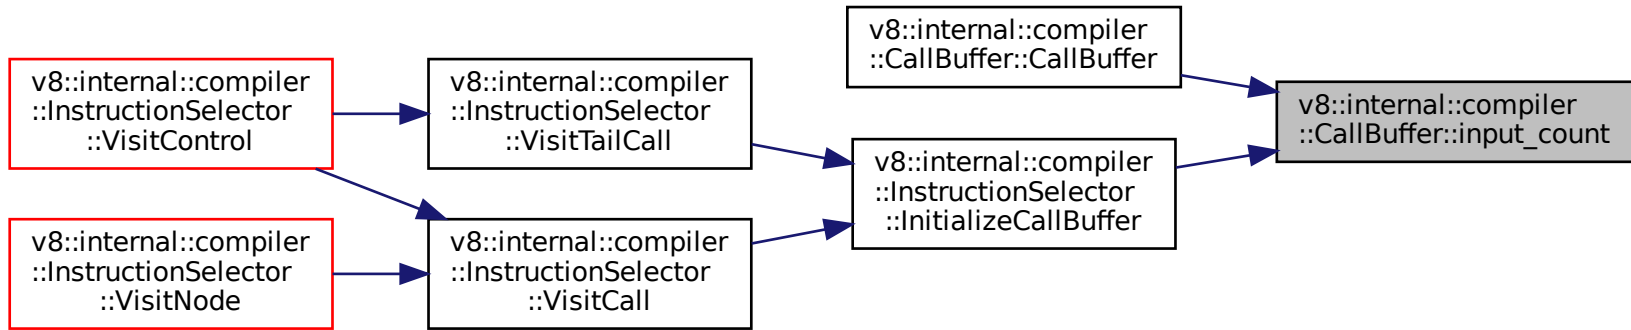 v8::internal::compiler
::InstructionSelector
::VisitControl
v8::internal::compiler
::InstructionSelector
::VisitNode
v8::internal::compiler
::InstructionSelector
::VisitTailCall
v8::internal::compiler
::InstructionSelector
::VisitCall
v8::internal::compiler
::CallBuffer::CallBuffer
v8::internal::compiler
::InstructionSelector
::InitializeCallBuffer
v8::internal::compiler
::CallBuffer::input_count